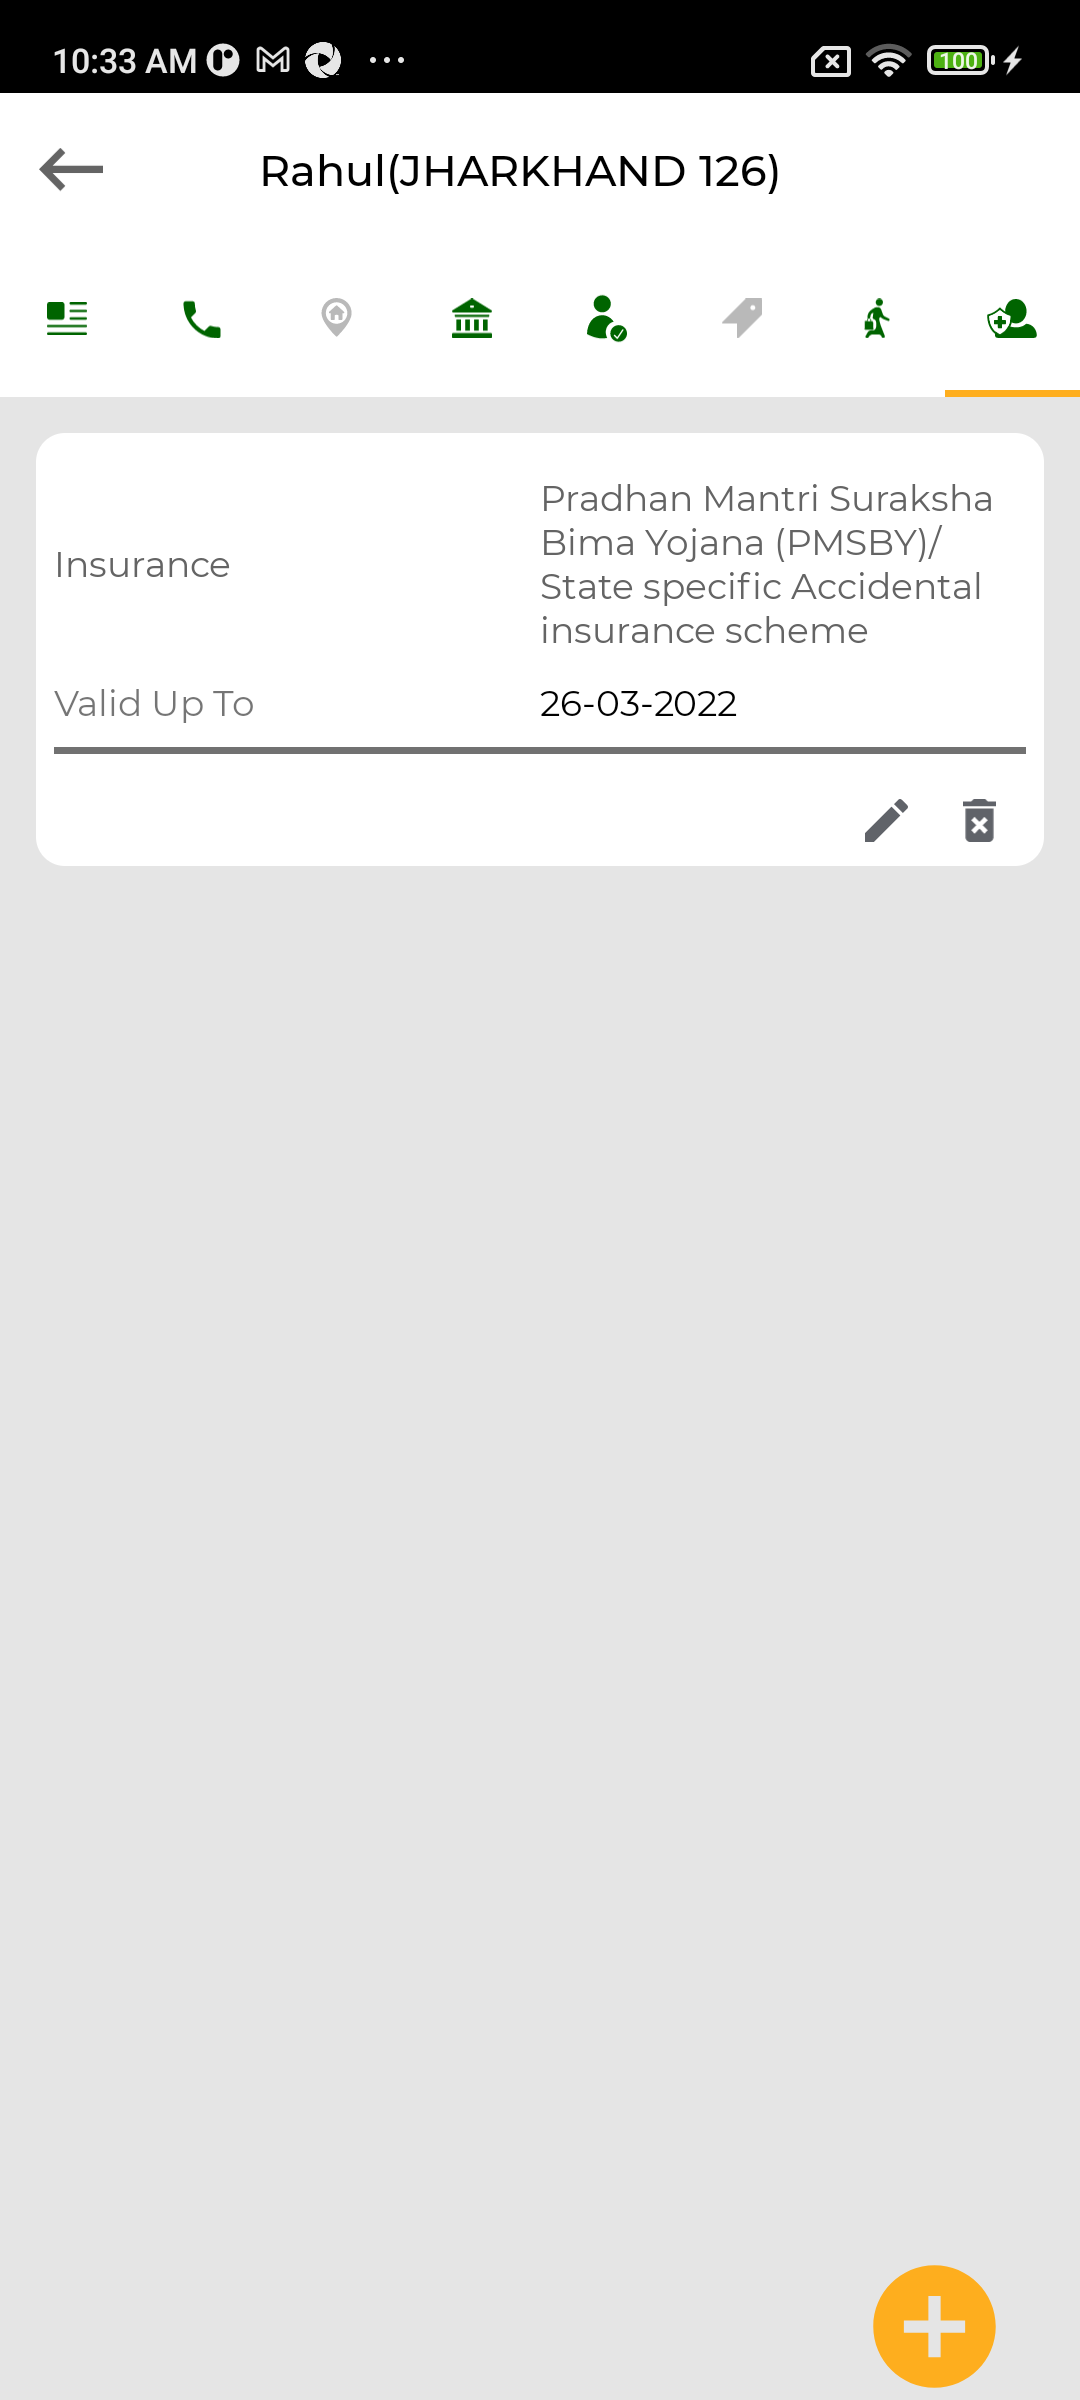 10:33 AM
100
Rahul(JHARKHAND 126)
Insurance
Pradhan Mantri Suraksha
Bima Yojana (PMSBY)/
State specific Accidental
insurance scheme
Valid Up To
26-03-2022